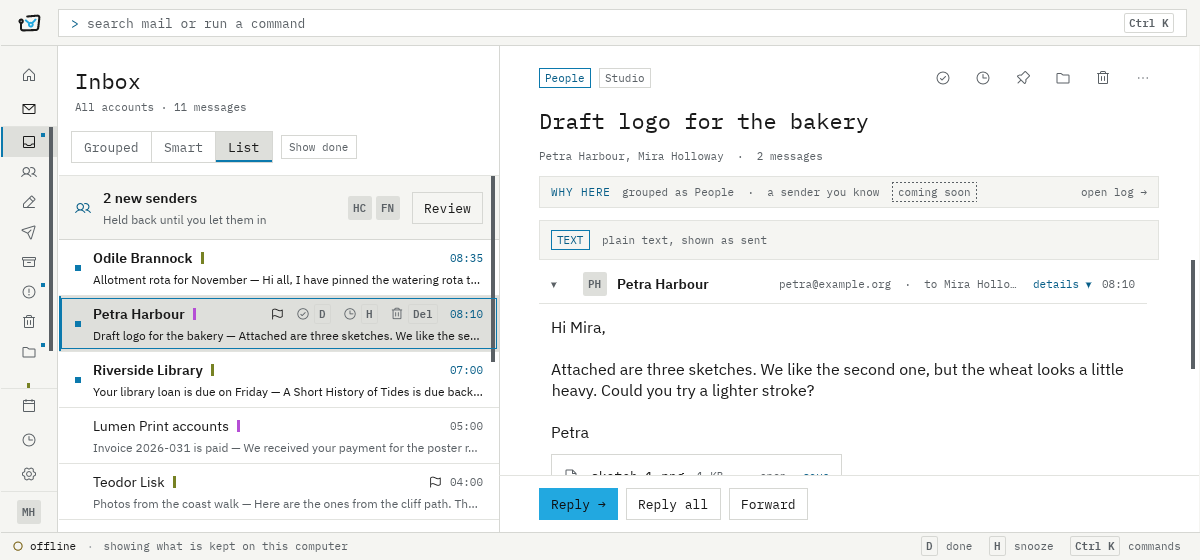 > search mail or run a command Ctrl K
Inbox
All accounts · 11 messages
Grouped Smart List Show done
2 new senders
Held back until you let them in
HC FN Review
Odile Brannock 08:35
Allotment rota for November — Hi all, I have pinned the watering rota t…
Petra Harbour D H Del 08:10
Draft logo for the bakery — Attached are three sketches. We like the se…
Riverside Library 07:00
Your library loan is due on Friday — A Short History of Tides is due back…
Lumen Print accounts 05:00
Invoice 2026-031 is paid — We received your payment for the poster r…
Teodor Lisk 04:00
Photos from the coast walk — Here are the ones from the cliff path. Th…
MH
People Studio
Draft logo for the bakery
Petra Harbour, Mira Holloway · 2 messages
WHY HERE grouped as People · a sender you know coming soon open log →
TEXT plain text, shown as sent
PH Petra Harbour petra@example.org · to Mira Hollo… details ▾ 08:10
Hi Mira,
Attached are three sketches. We like the second one, but the wheat looks a little
heavy. Could you try a lighter stroke?
Petra
Reply → Reply all Forward
offline · showing what is kept on this computer D done H snooze Ctrl K commands